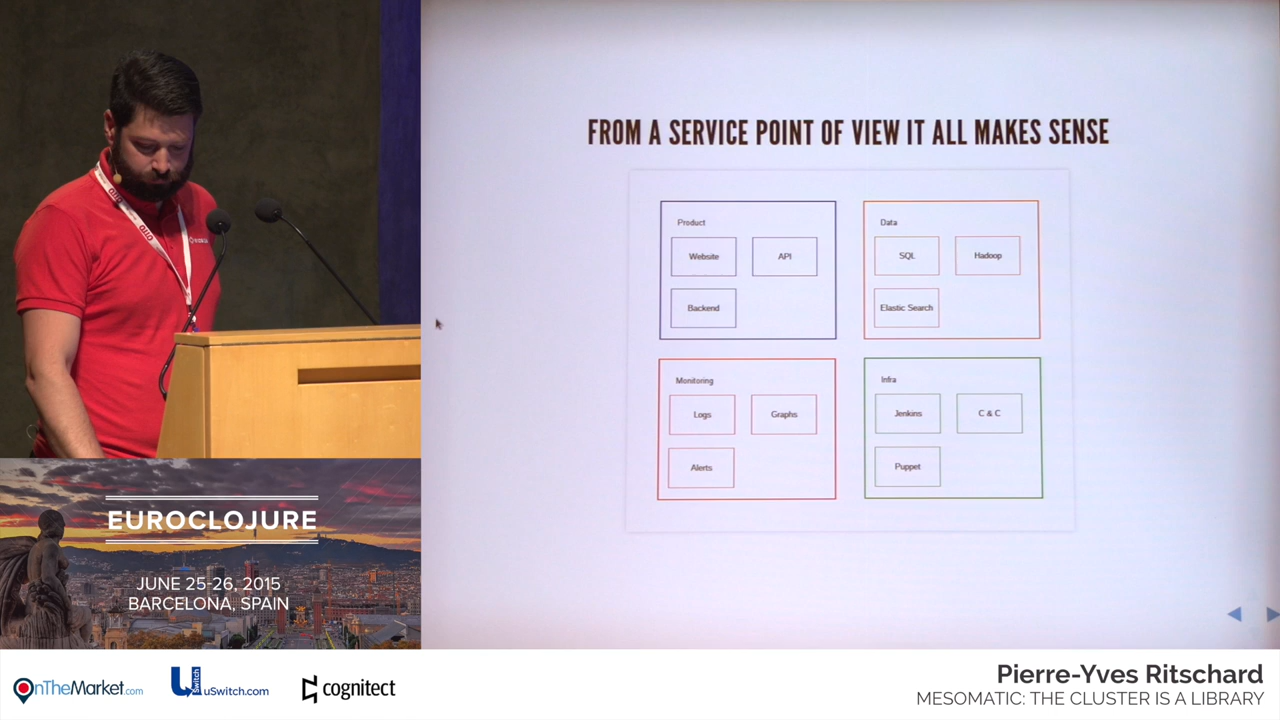 FROM A SERVICE POINT OF VIEW IT ALL MAKES SENSE
Product
Website
API
Backend
Data
SQL
Hadoop
Elastic Search
Monitoring
Logs
Graphs
Alerts
Infra
Jenkins
C & C
Puppet
EUROCLOJURE
JUNE 25-26, 2015
BARCELONA, SPAIN
OnTheMarket.com
uSwitch
uSwitch.com
cognitect
Pierre-Yves Ritschard
MESOMATIC: THE CLUSTER IS A LIBRARY